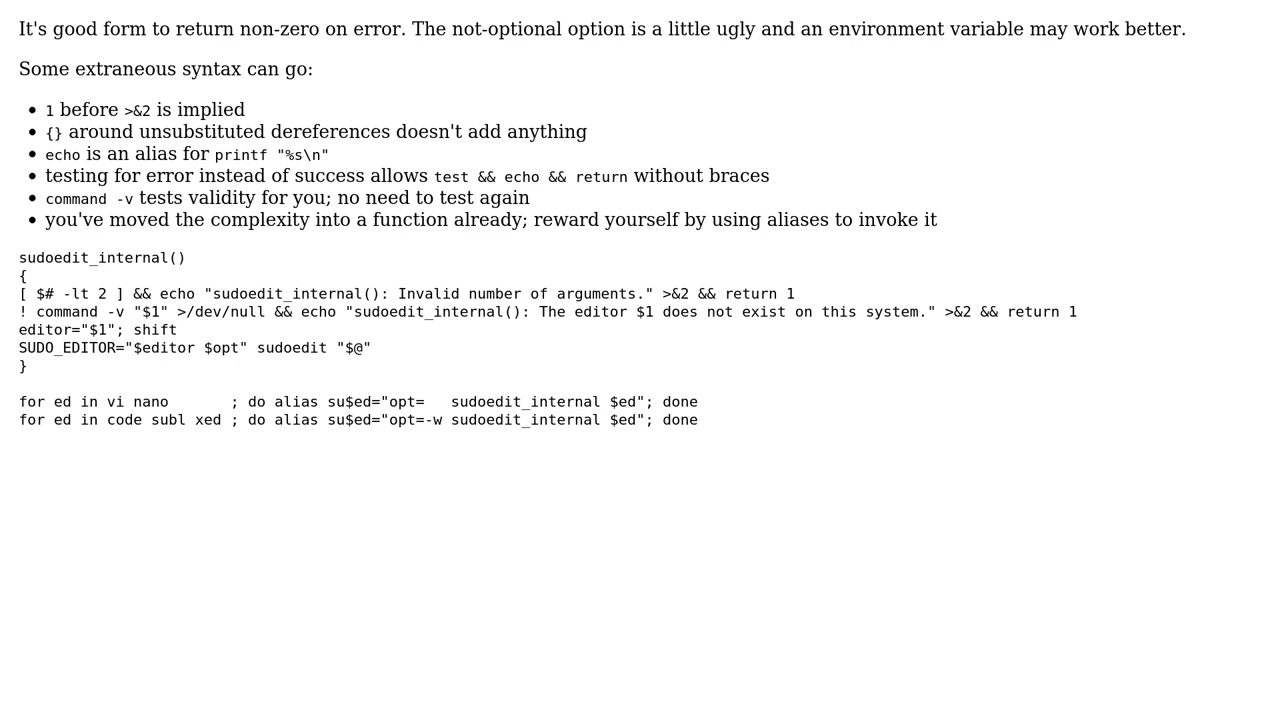 It's good form to return non-zero on error. The not-optional option is a little ugly and an environment variable may work better.
Some extraneous syntax can go:
• 1 before >&2 is implied
• {} around unsubstituted dereferences doesn't add anything
• echo is an alias for printf "%s\n"
• testing for error instead of success allows test && echo && return without braces
• command -v tests validity for you; no need to test again
• you've moved the complexity into a function already; reward yourself by using aliases to invoke it
sudoedit_internal()
{
[ $# -lt 2 ] && echo "sudoedit_internal(): Invalid number of arguments." >&2 && return 1
! command -v "$1" >/dev/null && echo "sudoedit_internal(): The editor $1 does not exist on this system." >&2 && return 1
editor="$1"; shift
SUDO_EDITOR="$editor $opt" sudoedit "$@"
}
for ed in vi nano       ; do alias su$ed="opt=   sudoedit_internal $ed"; done
for ed in code subl xed ; do alias su$ed="opt=-w sudoedit_internal $ed"; done